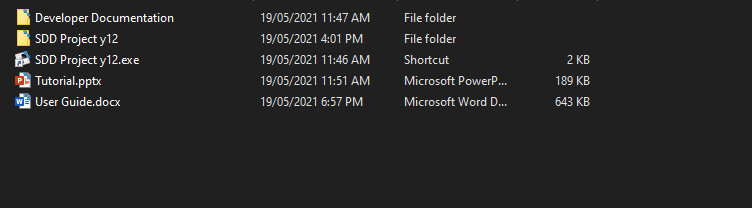 Developer Documentation 19/05/2021 11:47 AM File folder
SDD Project y12 19/05/2021 4:01 PM File folder
SDD Project y12.exe 19/05/2021 11:46 AM Shortcut 2 KB
Tutorial.pptx 19/05/2021 11:51 AM Microsoft PowerP... 189 KB
User Guide.docx 19/05/2021 6:57 PM Microsoft Word D... 643 KB